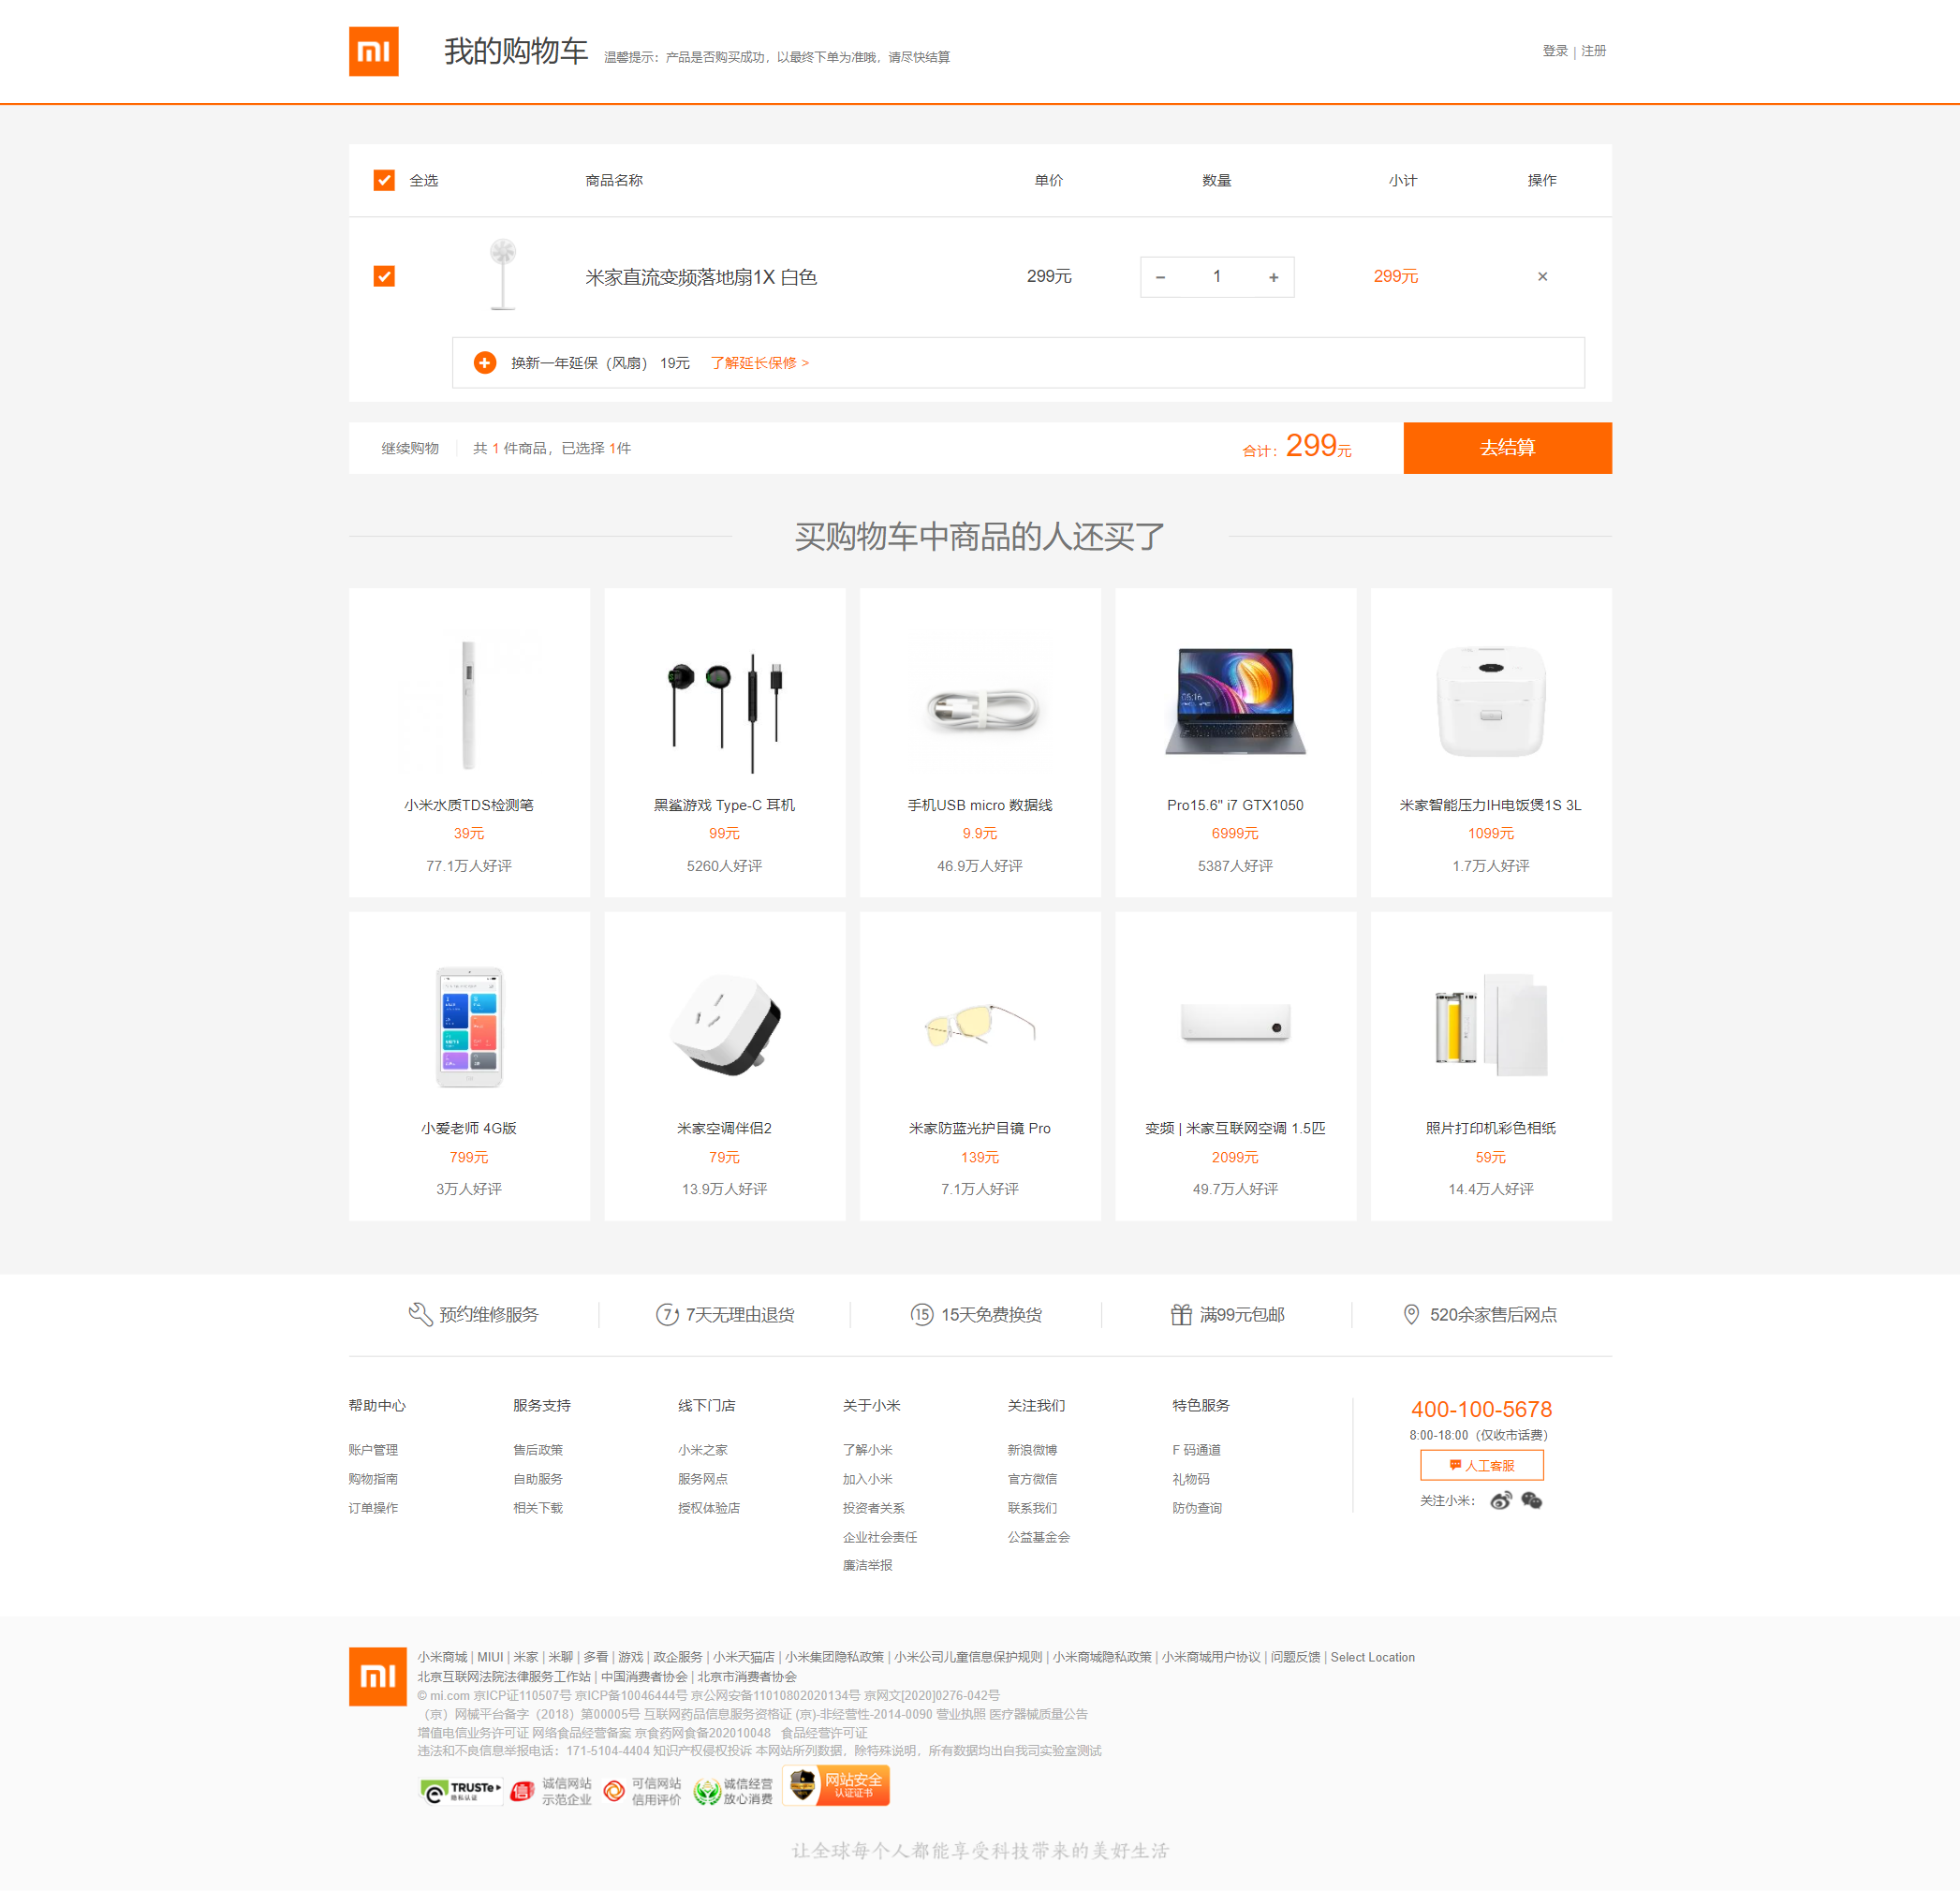 我的购物车 温馨提示：产品是否购买成功，以最终下单为准哦，请尽快结算 登录 | 注册
全选 商品名称 单价 数量 小计 操作
米家直流变频落地扇1X 白色 299元 − 1 + 299元 ×
换新一年延保（风扇） 19元 了解延长保修 >
继续购物 共 1 件商品，已选择 1件 合计：299元 去结算
买购物车中商品的人还买了
小米水质TDS检测笔 黑鲨游戏 Type-C 耳机 手机USB micro 数据线 Pro15.6" i7 GTX1050 米家智能压力IH电饭煲1S 3L
39元 99元 9.9元 6999元 1099元
77.1万人好评 5260人好评 46.9万人好评 5387人好评 1.7万人好评
小爱老师 4G版 米家空调伴侣2 米家防蓝光护目镜 Pro 变频 | 米家互联网空调 1.5匹 照片打印机彩色相纸
799元 79元 139元 2099元 59元
3万人好评 13.9万人好评 7.1万人好评 49.7万人好评 14.4万人好评
预约维修服务 7 7天无理由退货 15 15天免费换货 满99元包邮 520余家售后网点
帮助中心 服务支持 线下门店 关于小米 关注我们 特色服务 400-100-5678
8:00-18:00（仅收市话费）
账户管理 售后政策 小米之家 了解小米 新浪微博 F 码通道 人工客服
购物指南 自助服务 服务网点 加入小米 官方微信 礼物码 关注小米：
订单操作 相关下载 授权体验店 投资者关系 联系我们 防伪查询
企业社会责任 公益基金会
廉洁举报
小米商城 | MIUI | 米家 | 米聊 | 多看 | 游戏 | 政企服务 | 小米天猫店 | 小米集团隐私政策 | 小米公司儿童信息保护规则 | 小米商城隐私政策 | 小米商城用户协议 | 问题反馈 | Select Location
北京互联网法院法律服务工作站 | 中国消费者协会 | 北京市消费者协会
© mi.com 京ICP证110507号 京ICP备10046444号 京公网安备11010802020134号 京网文[2020]0276-042号
（京）网械平台备字（2018）第00005号 互联网药品信息服务资格证 (京)-非经营性-2014-0090 营业执照 医疗器械质量公告
增值电信业务许可证 网络食品经营备案 京食药网食备202010048 食品经营许可证
违法和不良信息举报电话：171-5104-4404 知识产权侵权投诉 本网站所列数据，除特殊说明，所有数据均出自我司实验室测试
TRUSTe 隐私认证 信 诚信网站 示范企业 可信网站 信用评价 诚信经营 放心消费 网站安全 认证证书
让全球每个人都能享受科技带来的美好生活